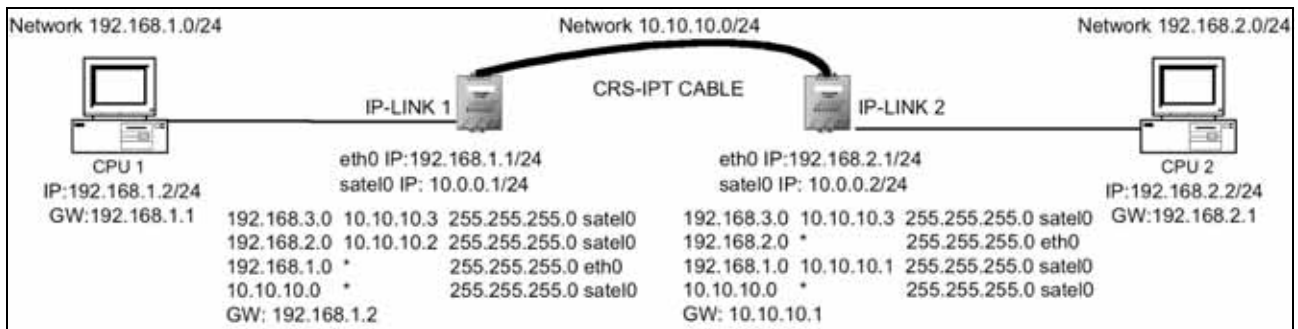 Network 192.168.1.0/24
Network 10.10.10.0/24
Network 192.168.2.0/24
CRS-IPT CABLE
IP-LINK 1
IP-LINK 2
CPU 1
IP:192.168.1.2/24
GW:192.168.1.1
eth0 IP:192.168.1.1/24
satel0 IP: 10.0.0.1/24
192.168.3.0 10.10.10.3 255.255.255.0 satel0
192.168.2.0 10.10.10.2 255.255.255.0 satel0
192.168.1.0 * 255.255.255.0 eth0
10.10.10.0 * 255.255.255.0 satel0
GW: 192.168.1.2
eth0 IP:192.168.2.1/24
satel0 IP: 10.0.0.2/24
192.168.3.0 10.10.10.3 255.255.255.0 satel0
192.168.2.0 * 255.255.255.0 eth0
192.168.1.0 10.10.10.1 255.255.255.0 satel0
10.10.10.0 * 255.255.255.0 satel0
GW: 10.10.10.1
CPU 2
IP:192.168.2.2/24
GW:192.168.2.1